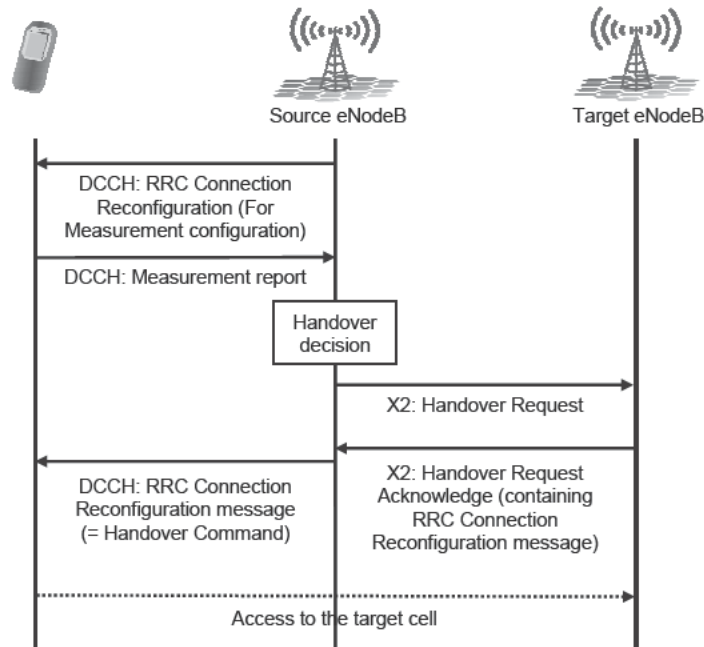 Source eNodeB
Target eNodeB
DCCH: RRC Connection
Reconfiguration (For
Measurement configuration)
DCCH: Measurement report
Handover
decision
X2: Handover Request
DCCH: RRC Connection
Reconfiguration message
(= Handover Command)
X2: Handover Request
Acknowledge (containing
RRC Connection
Reconfiguration message)
Access to the target cell